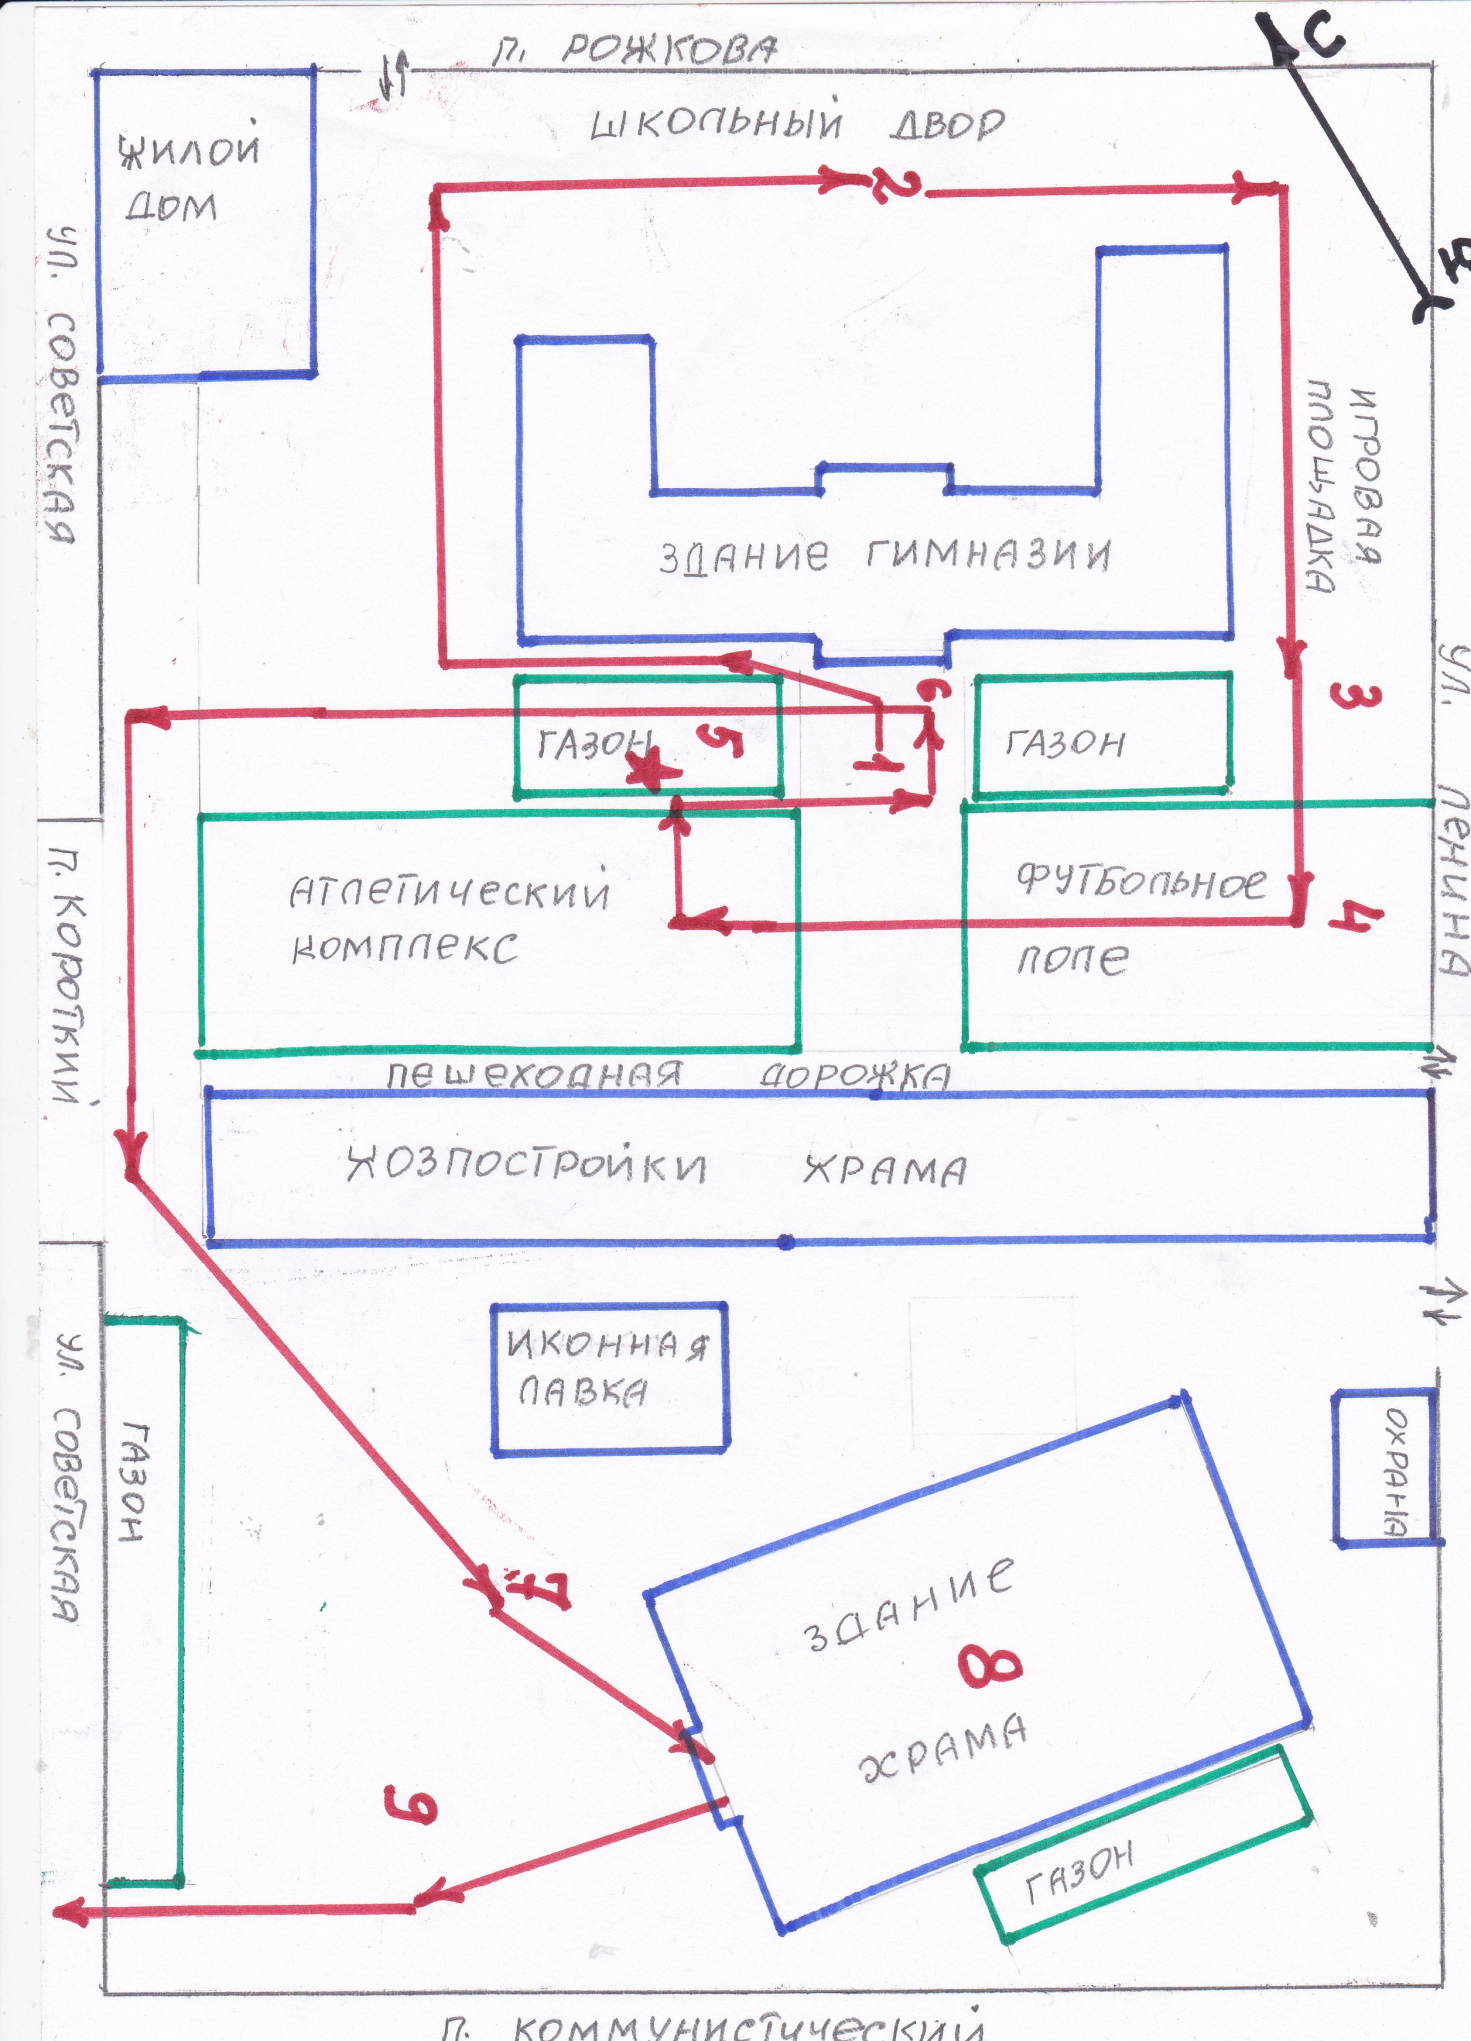 п. РОЖКОВА
С
ШКОЛЬНЫЙ ДВОР
ЖИЛОЙ
ДОМ
2
Ю
УЛ. СОВЕТСКАЯ
ИГРОВАЯ
ПЛОЩАДКА
ЗДАНИЕ ГИМНАЗИИ
УЛ. ЛЕНИНА
6
3
ГАЗОН
5
1
ГАЗОН
П. КОРОТКИЙ
АТЛЕТИЧЕСКИЙ
КОМПЛЕКС
ФУТБОЛЬНОЕ
ПОЛЕ
4
ПЕШЕХОДНАЯ ДОРОЖКА
ХОЗПОСТРОЙКИ ХРАМА
ИКОННАЯ
ЛАВКА
УЛ. СОВЕТСКАЯ
ГАЗОН
ОХРАНА
7
ЗДАНИЕ
8
ХРАМА
9
ГАЗОН
п. КОММУНИСТИЧЕСКИЙ